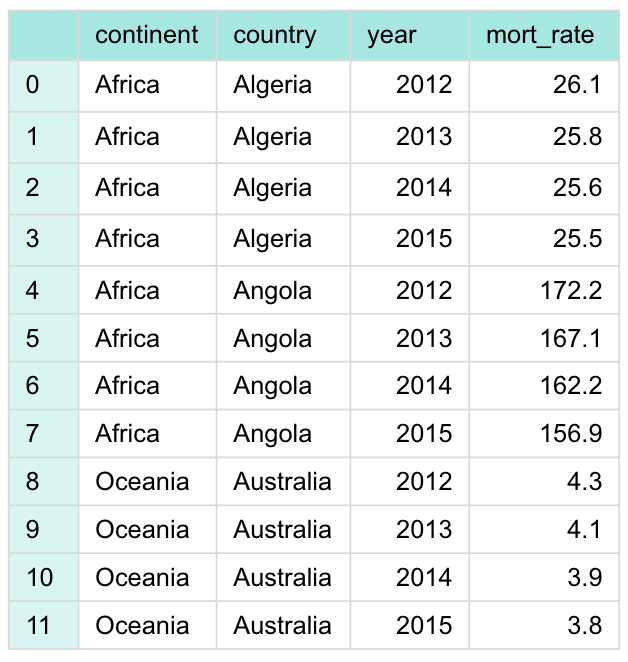 continent country year mort_rate
0 Africa Algeria 2012 26.1
1 Africa Algeria 2013 25.8
2 Africa Algeria 2014 25.6
3 Africa Algeria 2015 25.5
4 Africa Angola 2012 172.2
5 Africa Angola 2013 167.1
6 Africa Angola 2014 162.2
7 Africa Angola 2015 156.9
8 Oceania Australia 2012 4.3
9 Oceania Australia 2013 4.1
10 Oceania Australia 2014 3.9
11 Oceania Australia 2015 3.8